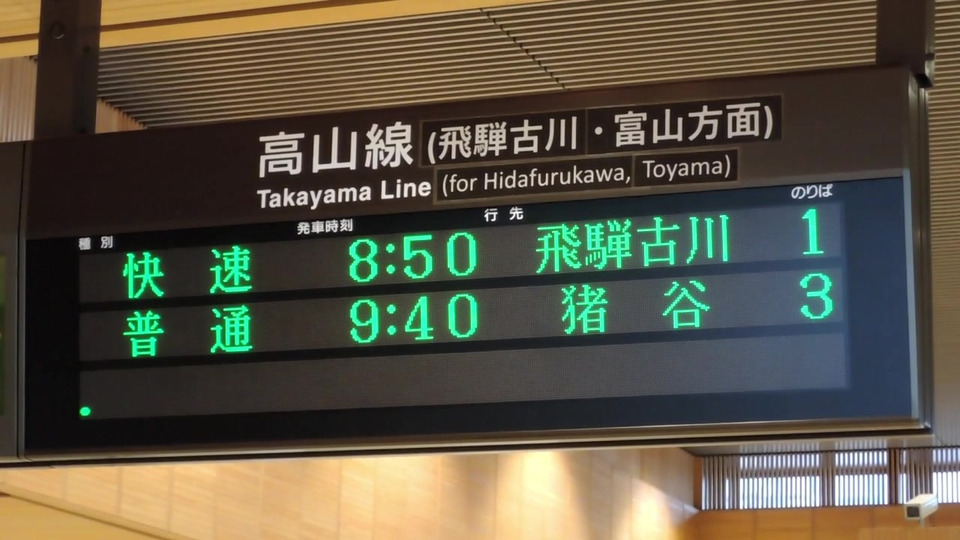 高山線 (飛騨古川・富山方面)
Takayama Line (for Hidafurukawa, Toyama)
種別 発車時刻 行先 のりば
快速 8:50 飛騨古川 1
普通 9:40 猪谷 3